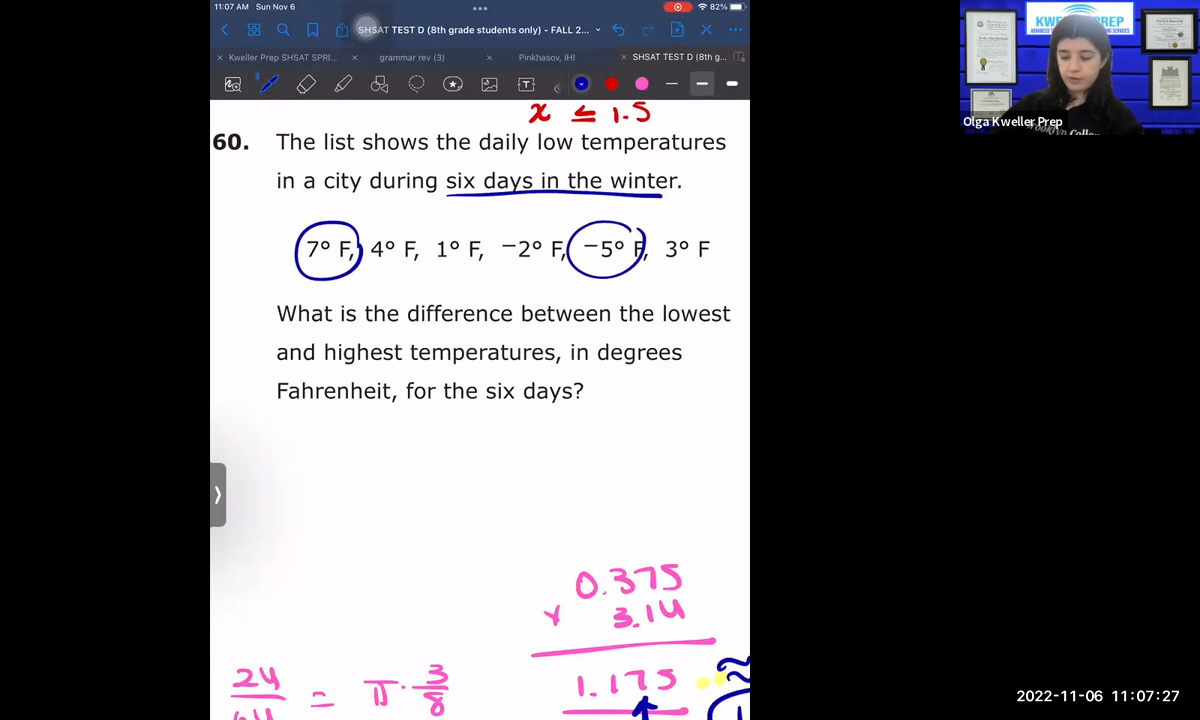 11:07 AM Sun Nov 6
82%
SHSAT TEST D (8th grade students only) - FALL 2...
Kweller Prep SHSAT SPRI...
grammar rev (3)
Pinkhasov, IHI
SHSAT TEST D (8th g...
x ≤ 1.5
60. The list shows the daily low temperatures
in a city during six days in the winter.
7° F, 4° F, 1° F, −2° F, −5° F, 3° F
What is the difference between the lowest
and highest temperatures, in degrees
Fahrenheit, for the six days?
0.375
x 3.14
1.175
24
= π · 3/8
Olga Kweller Prep
2022-11-06 11:07:27